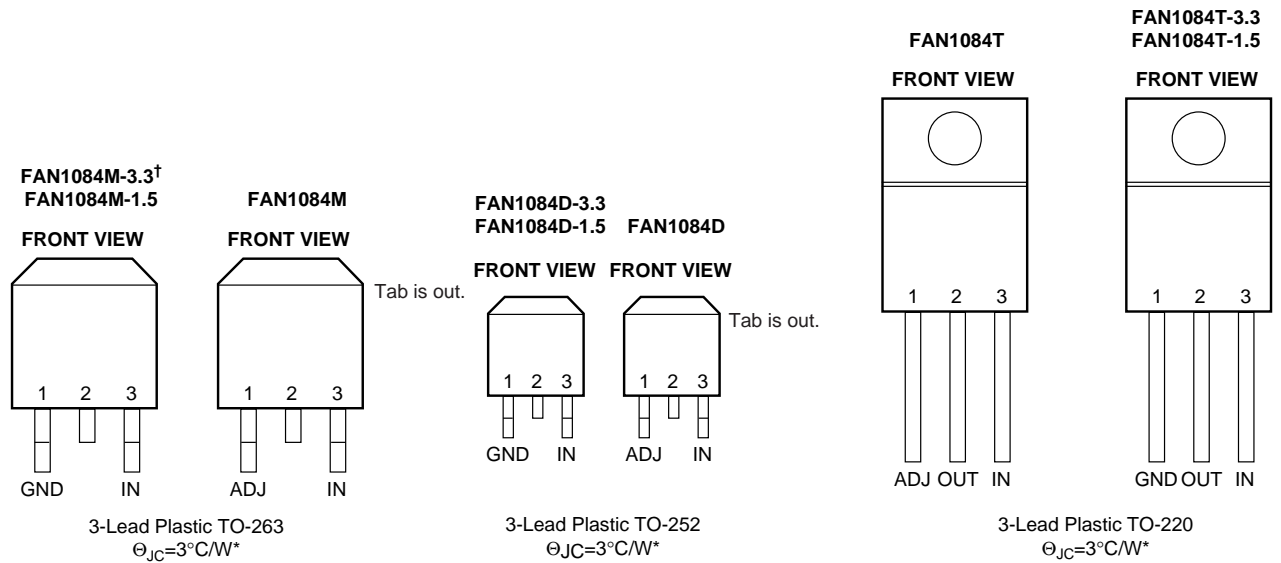 FAN1084M-3.3†
FAN1084M-1.5
FRONT VIEW
1 2 3
GND IN
FAN1084M
FRONT VIEW
Tab is out.
1 2 3
ADJ IN
3-Lead Plastic TO-263
ΘJC=3°C/W*
FAN1084D-3.3
FAN1084D-1.5
FRONT VIEW
1 2 3
GND IN
FAN1084D
FRONT VIEW
Tab is out.
1 2 3
ADJ IN
3-Lead Plastic TO-252
ΘJC=3°C/W*
FAN1084T
FRONT VIEW
1 2 3
ADJ OUT IN
FAN1084T-3.3
FAN1084T-1.5
FRONT VIEW
1 2 3
GND OUT IN
3-Lead Plastic TO-220
ΘJC=3°C/W*